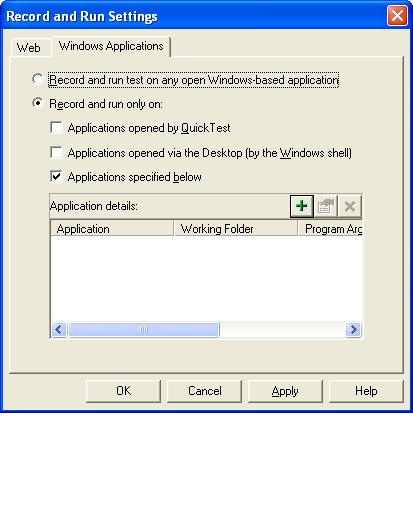 Record and Run Settings
Web
Windows Applications
Record and run test on any open Windows-based application
Record and run only on:
Applications opened by QuickTest
Applications opened via the Desktop (by the Windows shell)
Applications specified below
Application details:
Application Working Folder Program Arg
OK Cancel Apply Help